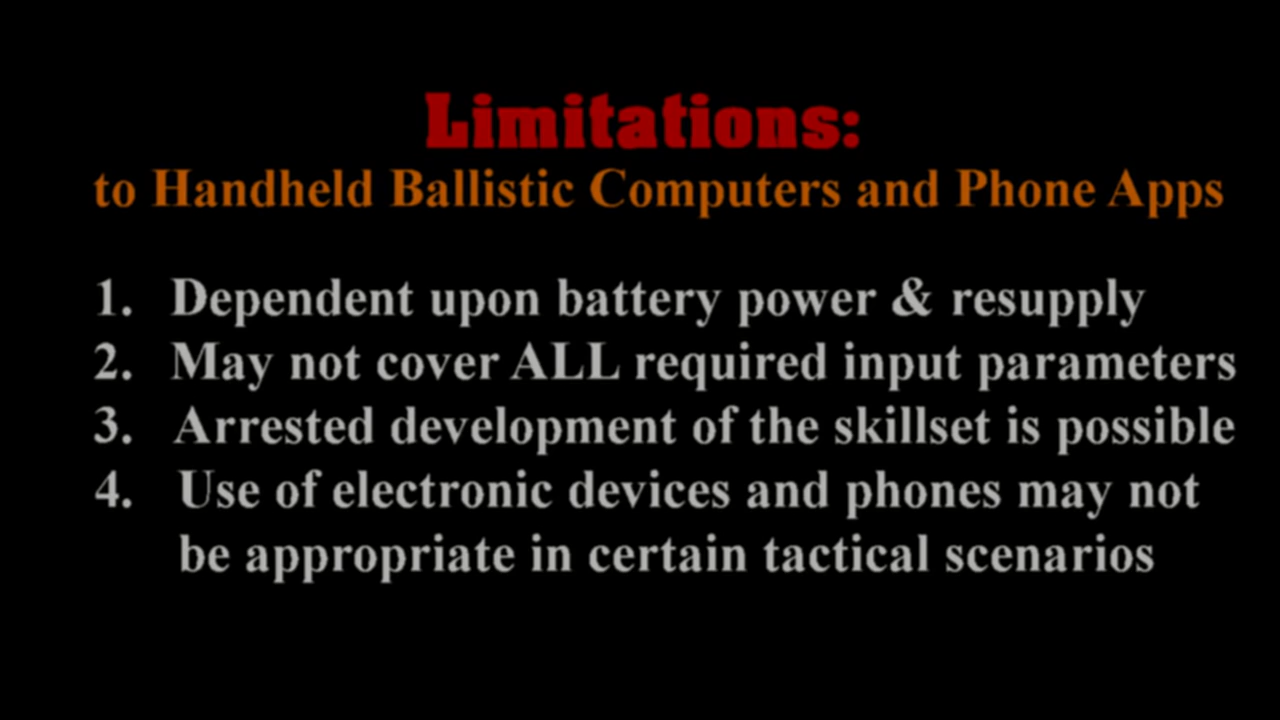 Limitations:
to Handheld Ballistic Computers and Phone Apps
1. Dependent upon battery power & resupply
2. May not cover ALL required input parameters
3. Arrested development of the skillset is possible
4. Use of electronic devices and phones may not
be appropriate in certain tactical scenarios